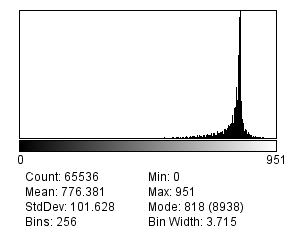 0 951
Count: 65536 Min: 0
Mean: 776.381 Max: 951
StdDev: 101.628 Mode: 818 (8938)
Bins: 256 Bin Width: 3.715